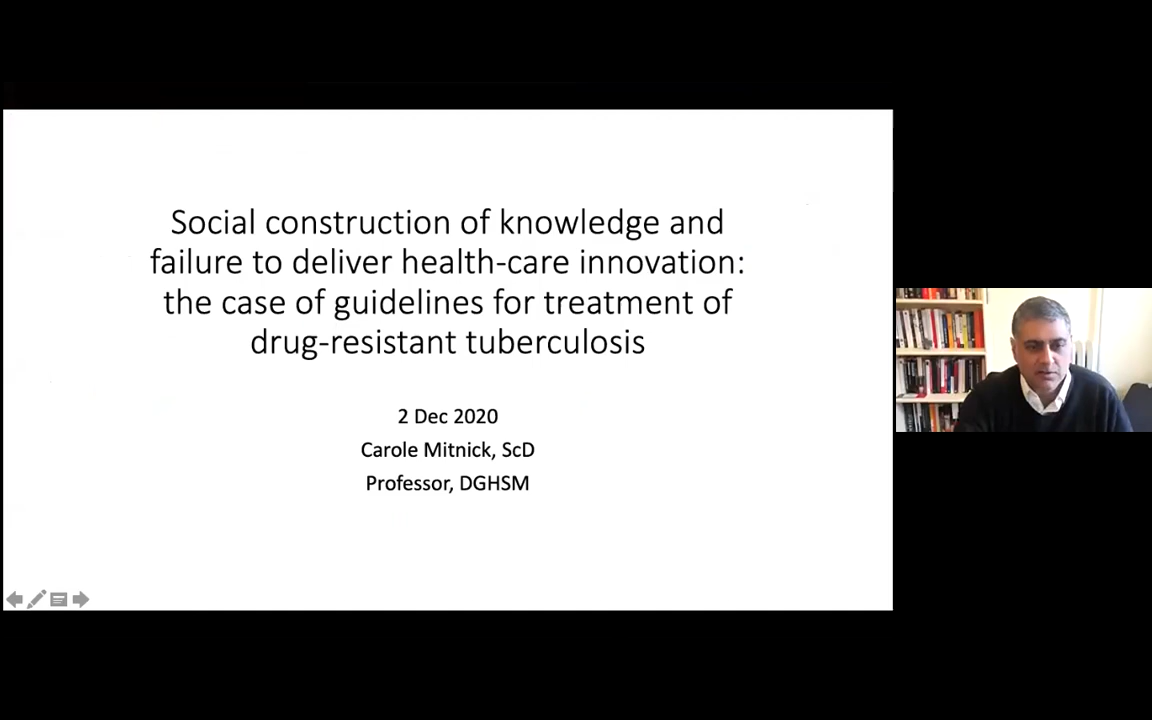 Social construction of knowledge and
failure to deliver health-care innovation:
the case of guidelines for treatment of
drug-resistant tuberculosis
2 Dec 2020
Carole Mitnick, ScD
Professor, DGHSM